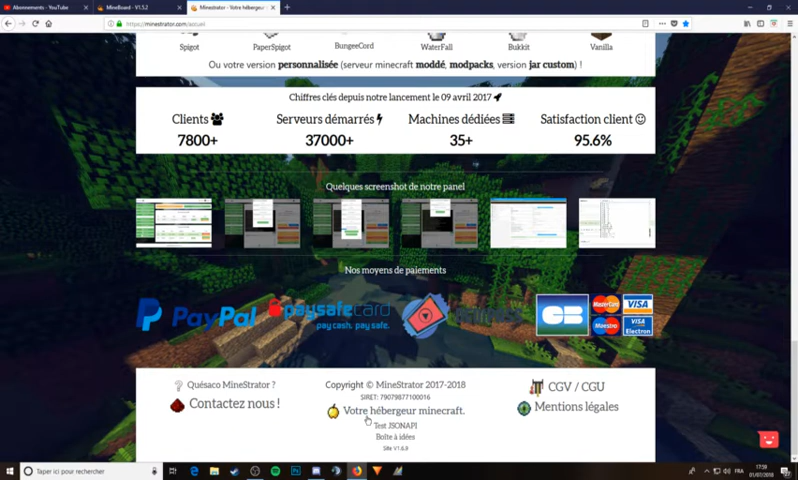 Abonnements - YouTube
MineBoard - V1.5.2
Minestrator - Votre hébergeur
https://minestrator.com/accueil
Spigot
PaperSpigot
BungeeCord
WaterFall
Bukkit
Vanilla
Ou votre version personnalisée (serveur minecraft moddé, modpacks, version jar custom) !
Chiffres clés depuis notre lancement le 09 avril 2017
Clients
Serveurs démarrés
Machines dédiées
Satisfaction client
7800+
37000+
35+
95.6%
Quelques screenshot de notre panel
Nos moyens de paiements
PayPal
paysafecard
pay cash. pay safe.
CB
MasterCard
VISA
Maestro
VISA
Electron
Quésaco MineStrator ?
Contactez nous !
Copyright © MineStrator 2017-2018
SIRET: 79079877100016
Votre hébergeur minecraft.
Test JSONAPI
Boîte à idées
Site V1.6.8
CGV / CGU
Mentions légales
Taper ici pour rechercher
FRA
17:59
01/07/2018